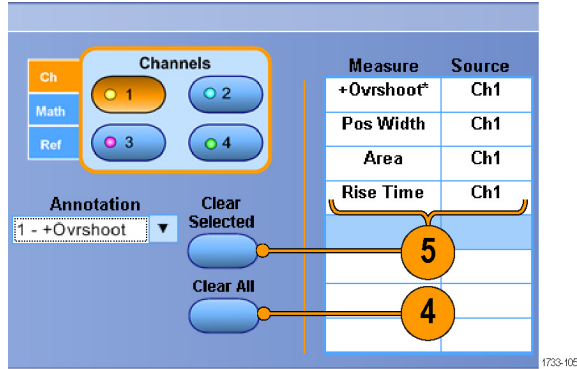 Channels
Ch
Math
Ref
1
2
3
4
Annotation
1 - +Ovrshoot
Clear
Selected
Clear All
Measure Source
+Ovrshoot* Ch1
Pos Width Ch1
Area Ch1
Rise Time Ch1
5
4
1733-105